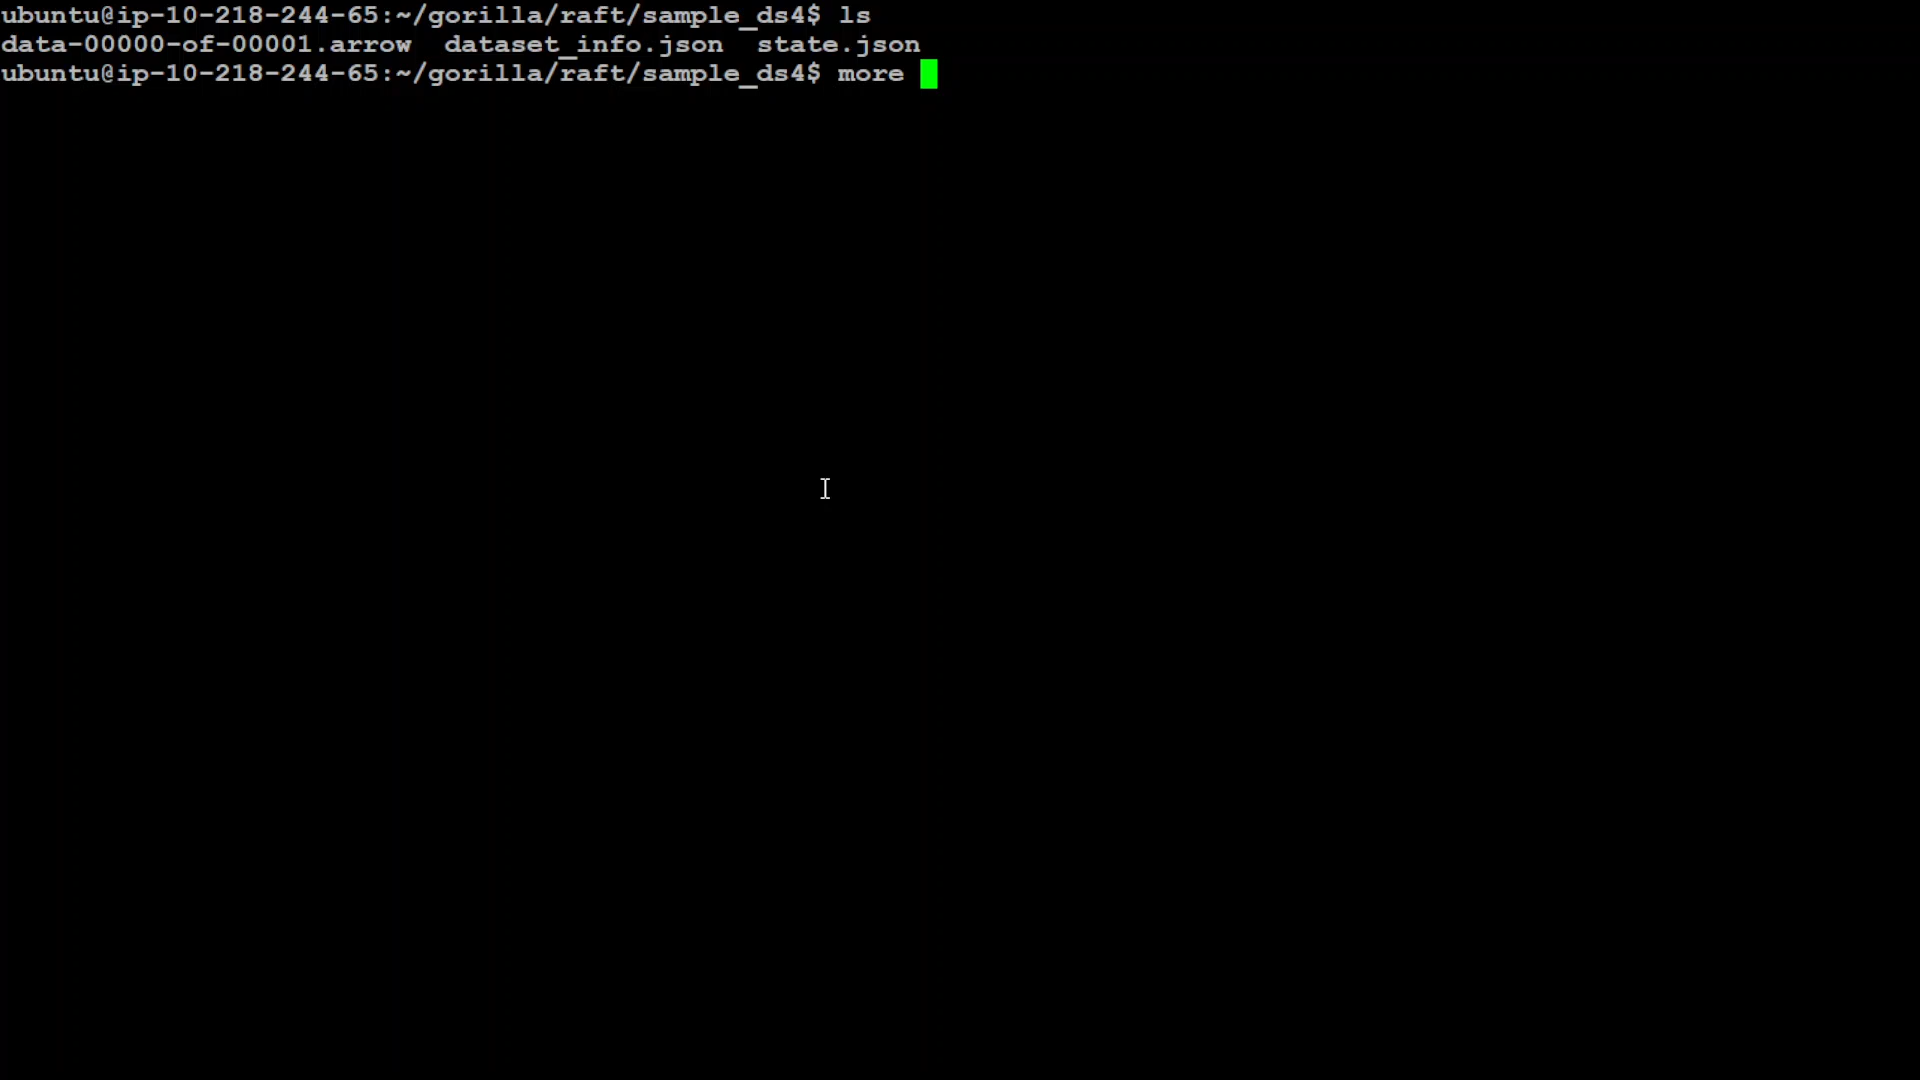 ubuntu@ip-10-218-244-65:~/gorilla/raft/sample_ds4$ ls
data-00000-of-00001.arrow  dataset_info.json  state.json
ubuntu@ip-10-218-244-65:~/gorilla/raft/sample_ds4$ more